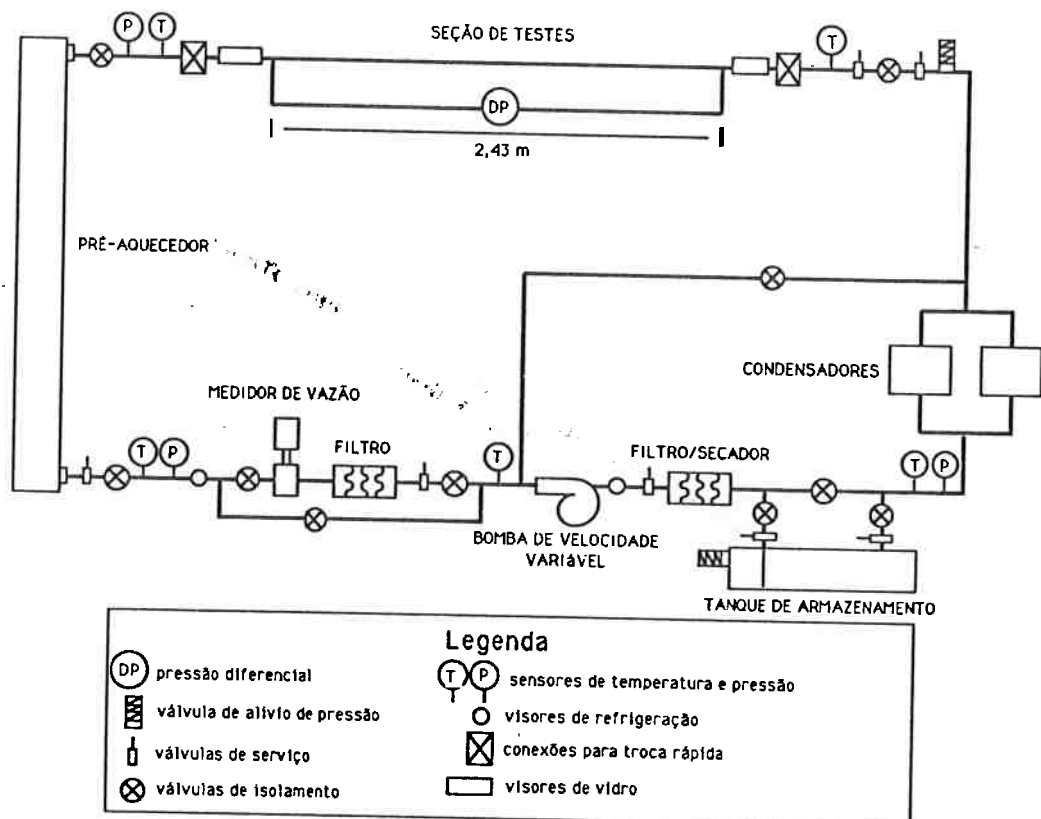 P T
SEÇÃO DE TESTES
T
DP
2,43 m
PRÉ-AQUECEDOR
CONDENSADORES
MEDIDOR DE VAZÃO
FILTRO
FILTRO/SECADOR
T P
T
T P
BOMBA DE VELOCIDADE
VARIÁVEL
TANQUE DE ARMAZENAMENTO
Legenda
DP pressão diferencial
T P sensores de temperatura e pressão
válvula de alívio de pressão
visores de refrigeração
válvulas de serviço
conexões para troca rápida
válvulas de isolamento
visores de vidro